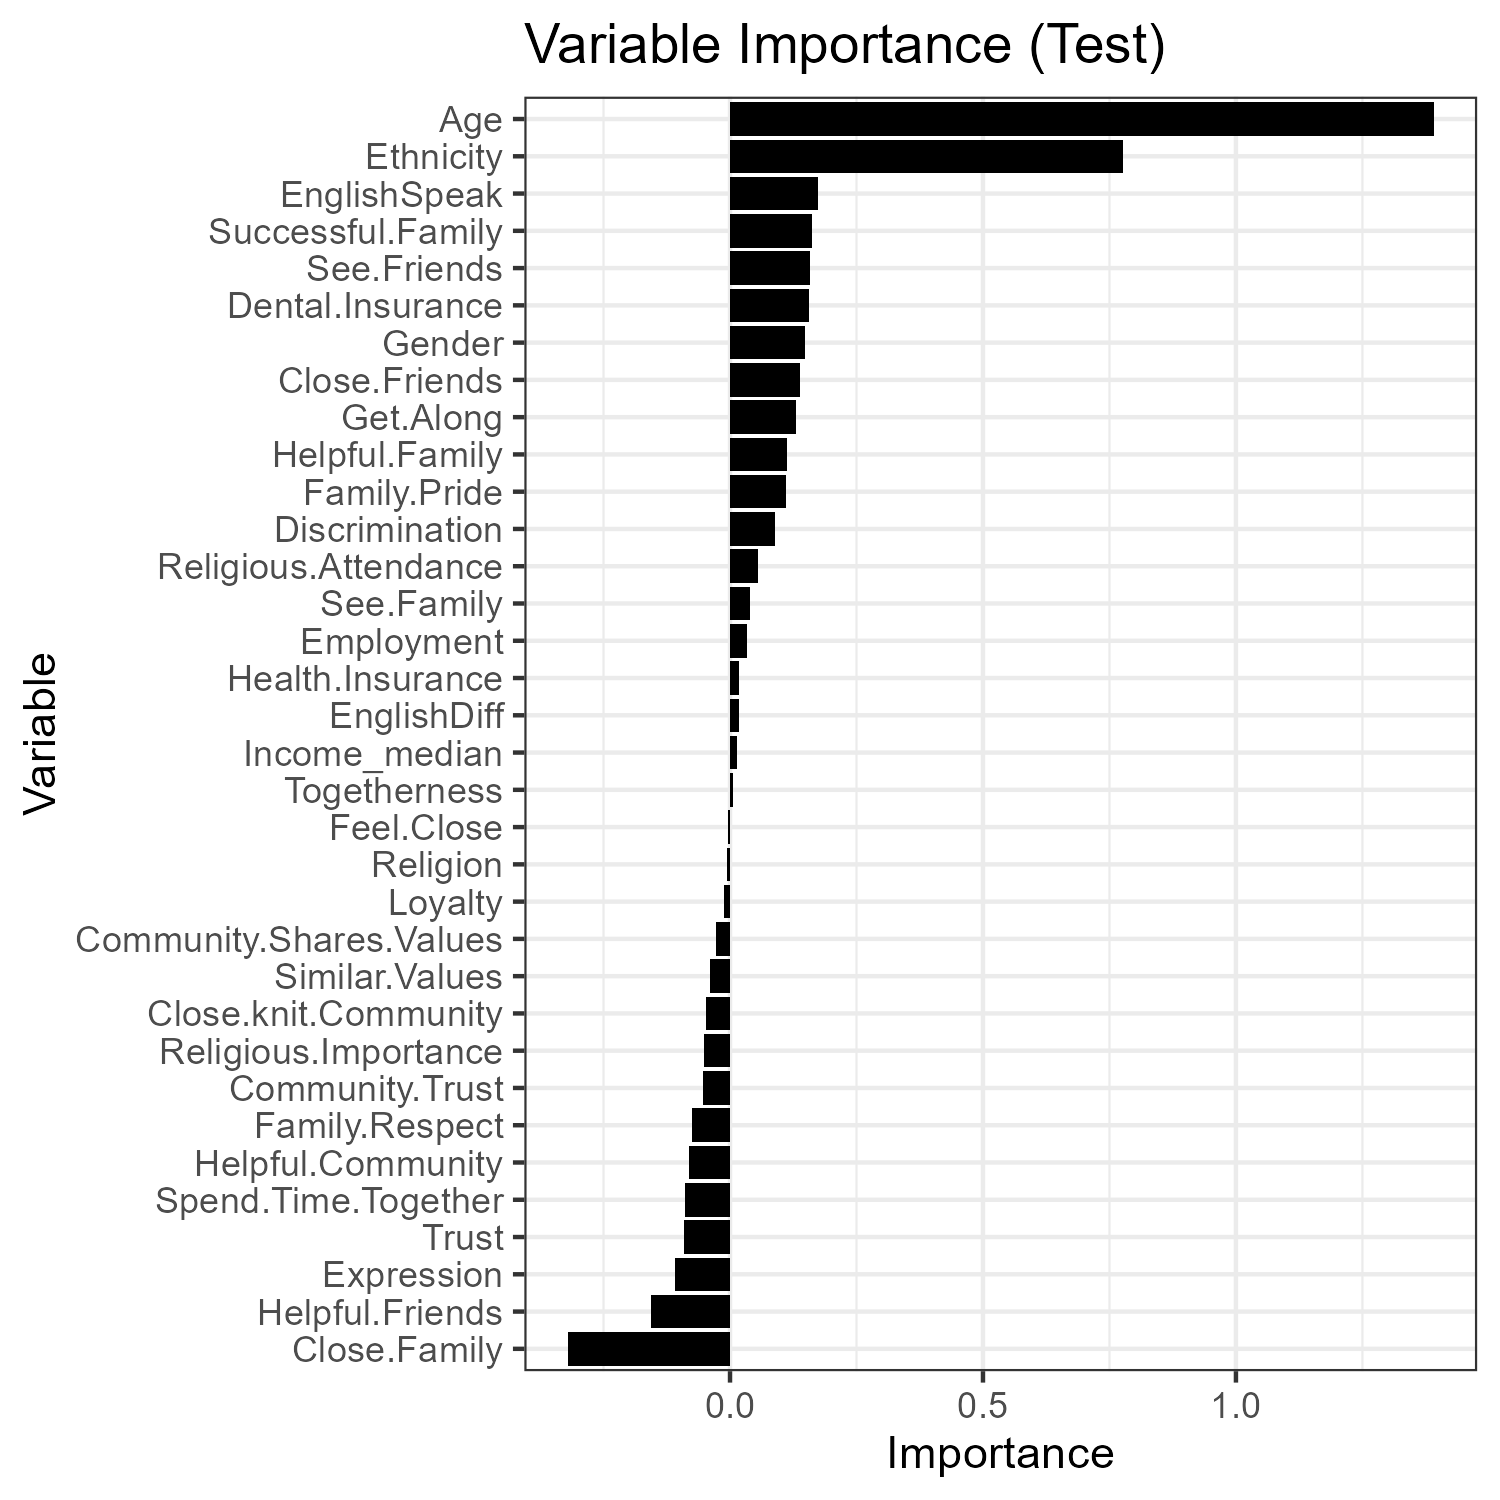 Variable Importance (Test)
Age
Ethnicity
EnglishSpeak
Successful.Family
See.Friends
Dental.Insurance
Gender
Close.Friends
Get.Along
Helpful.Family
Family.Pride
Discrimination
Religious.Attendance
See.Family
Employment
Health.Insurance
EnglishDiff
Income_median
Togetherness
Feel.Close
Religion
Loyalty
Community.Shares.Values
Similar.Values
Close.knit.Community
Religious.Importance
Community.Trust
Family.Respect
Helpful.Community
Spend.Time.Together
Trust
Expression
Helpful.Friends
Close.Family
Variable
0.0 0.5 1.0
Importance